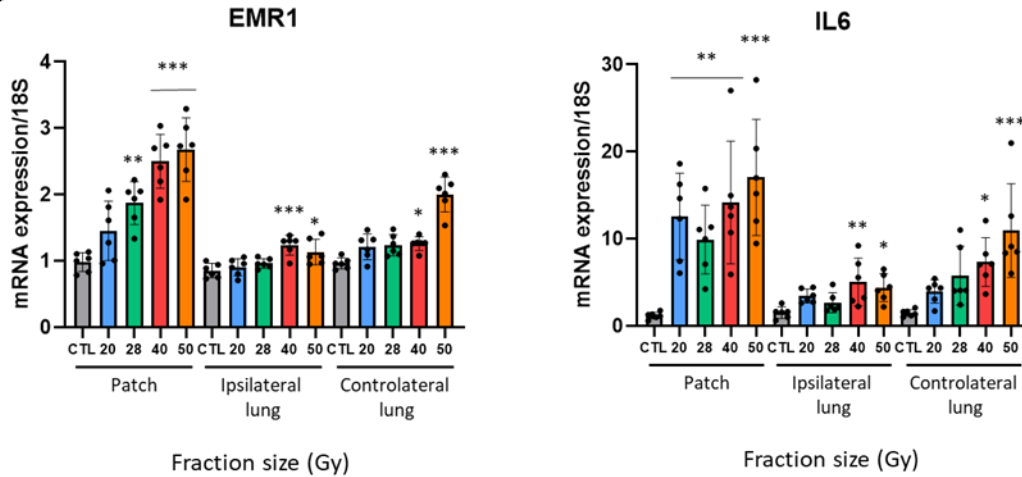 EMR1
mRNA expression/18S
4
3
2
1
0
***
**
***
*
*
***
CTL 20 28 40 50 CTL 20 28 40 50 CTL 20 28 40 50
Patch
Ipsilateral
lung
Controlateral
lung
Fraction size (Gy)
IL6
mRNA expression/18S
30
20
10
0
**
***
**
*
*
***
CTL 20 28 40 50 CTL 20 28 40 50 CTL 20 28 40 50
Patch
Ipsilateral
lung
Controlateral
lung
Fraction size (Gy)